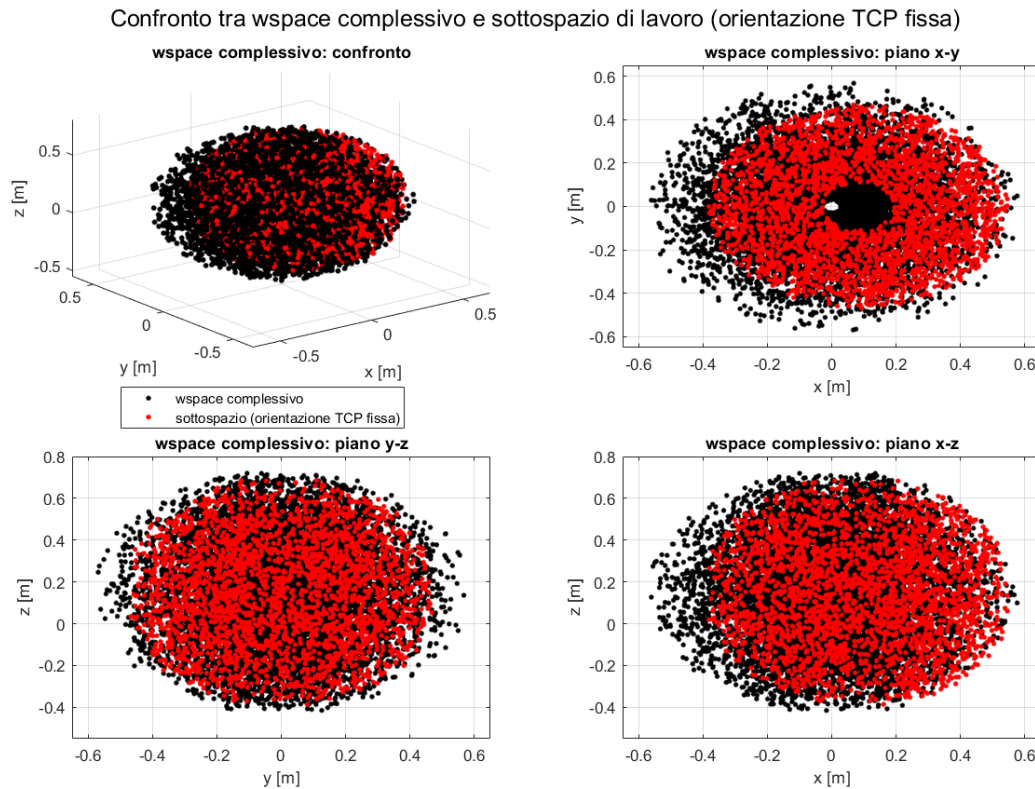 Confronto tra wspace complessivo e sottospazio di lavoro (orientazione TCP fissa)
wspace complessivo: confronto
0.5
0
-0.5
z [m]
0.5
0
-0.5
y [m]
-0.5
0
0.5
x [m]
wspace complessivo
sottospazio (orientazione TCP fissa)
wspace complessivo: piano x-y
0.6
0.4
0.2
0
-0.2
-0.4
-0.6
y [m]
-0.6 -0.4 -0.2 0 0.2 0.4 0.6
x [m]
wspace complessivo: piano y-z
0.8
0.6
0.4
0.2
0
-0.2
-0.4
z [m]
-0.6 -0.4 -0.2 0 0.2 0.4 0.6
y [m]
wspace complessivo: piano x-z
0.8
0.6
0.4
0.2
0
-0.2
-0.4
z [m]
-0.6 -0.4 -0.2 0 0.2 0.4 0.6
x [m]